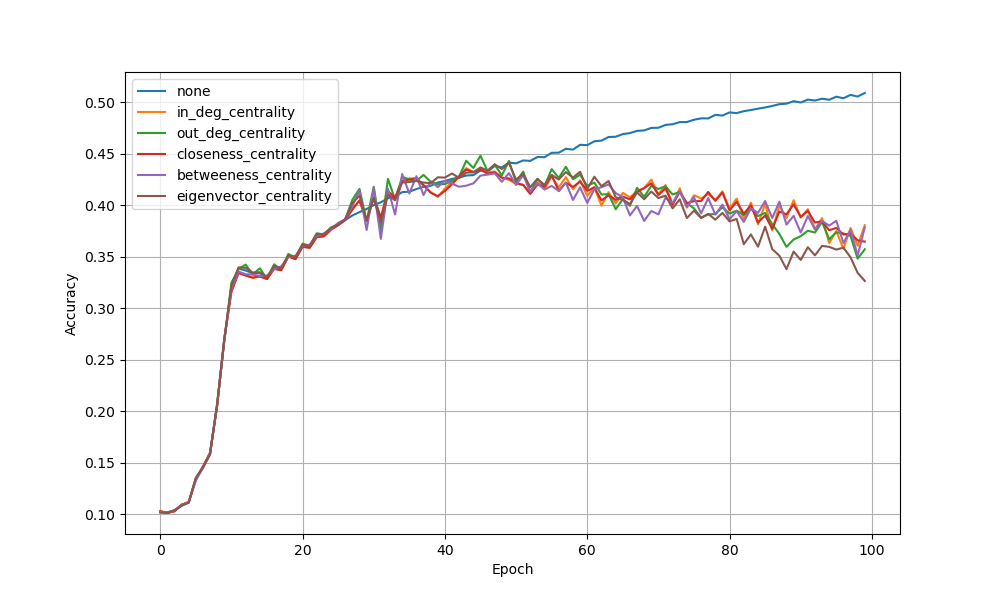 none
in_deg_centrality
out_deg_centrality
closeness_centrality
betweeness_centrality
eigenvector_centrality
0.50
0.45
0.40
0.35
0.30
0.25
0.20
0.15
0.10
Accuracy
0 20 40 60 80 100
Epoch